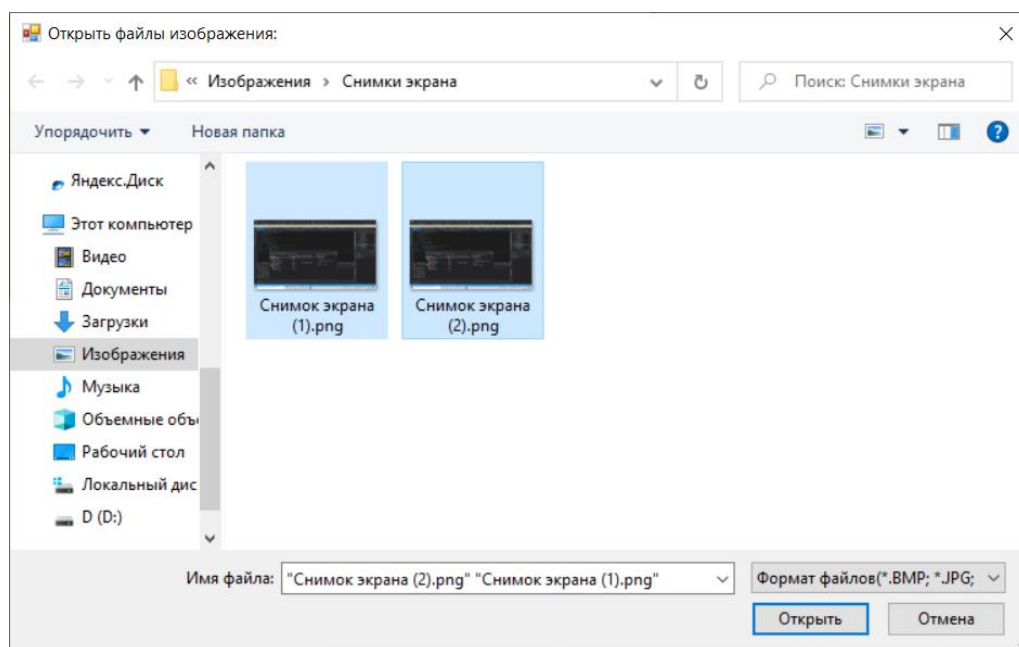 Открыть файлы изображения:
« Изображения › Снимки экрана
Поиск: Снимки экрана
Упорядочить
Новая папка
Яндекс.Диск
Этот компьютер
Видео
Документы
Загрузки
Изображения
Музыка
Объемные объ
Рабочий стол
Локальный дис
D (D:)
Снимок экрана
(1).png
Снимок экрана
(2).png
Имя файла:
"Снимок экрана (2).png" "Снимок экрана (1).png"
Формат файлов(*.BMP; *.JPG;
Открыть
Отмена